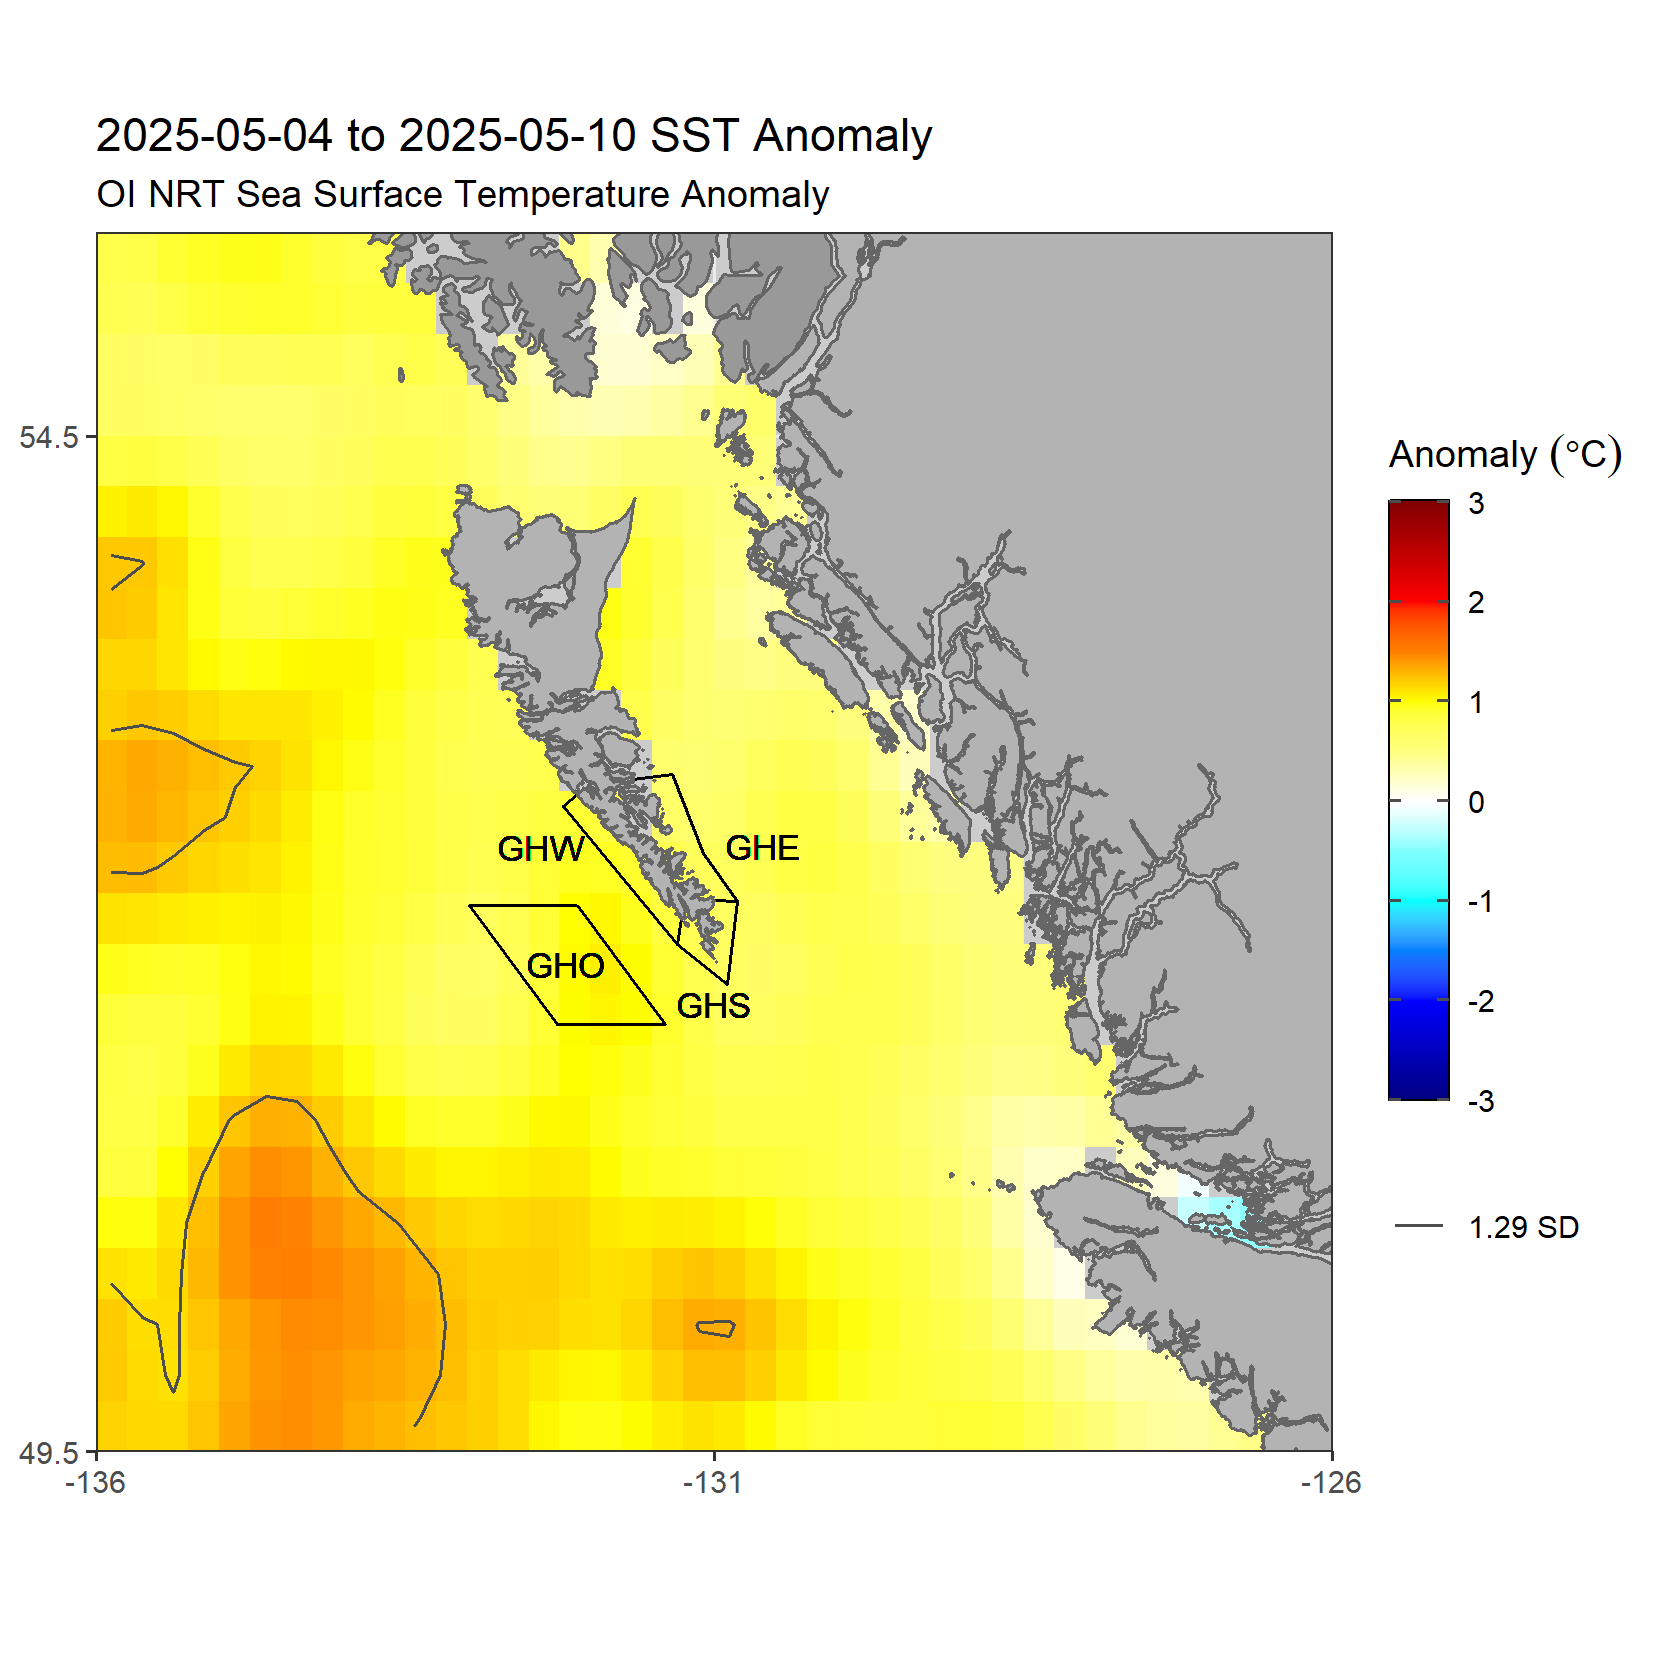 2025-05-04 to 2025-05-10 SST Anomaly
OI NRT Sea Surface Temperature Anomaly
54.5
49.5
-136
-131
-126
GHW
GHE
GHO
GHS
Anomaly (°C)
3
2
1
0
-1
-2
-3
1.29 SD